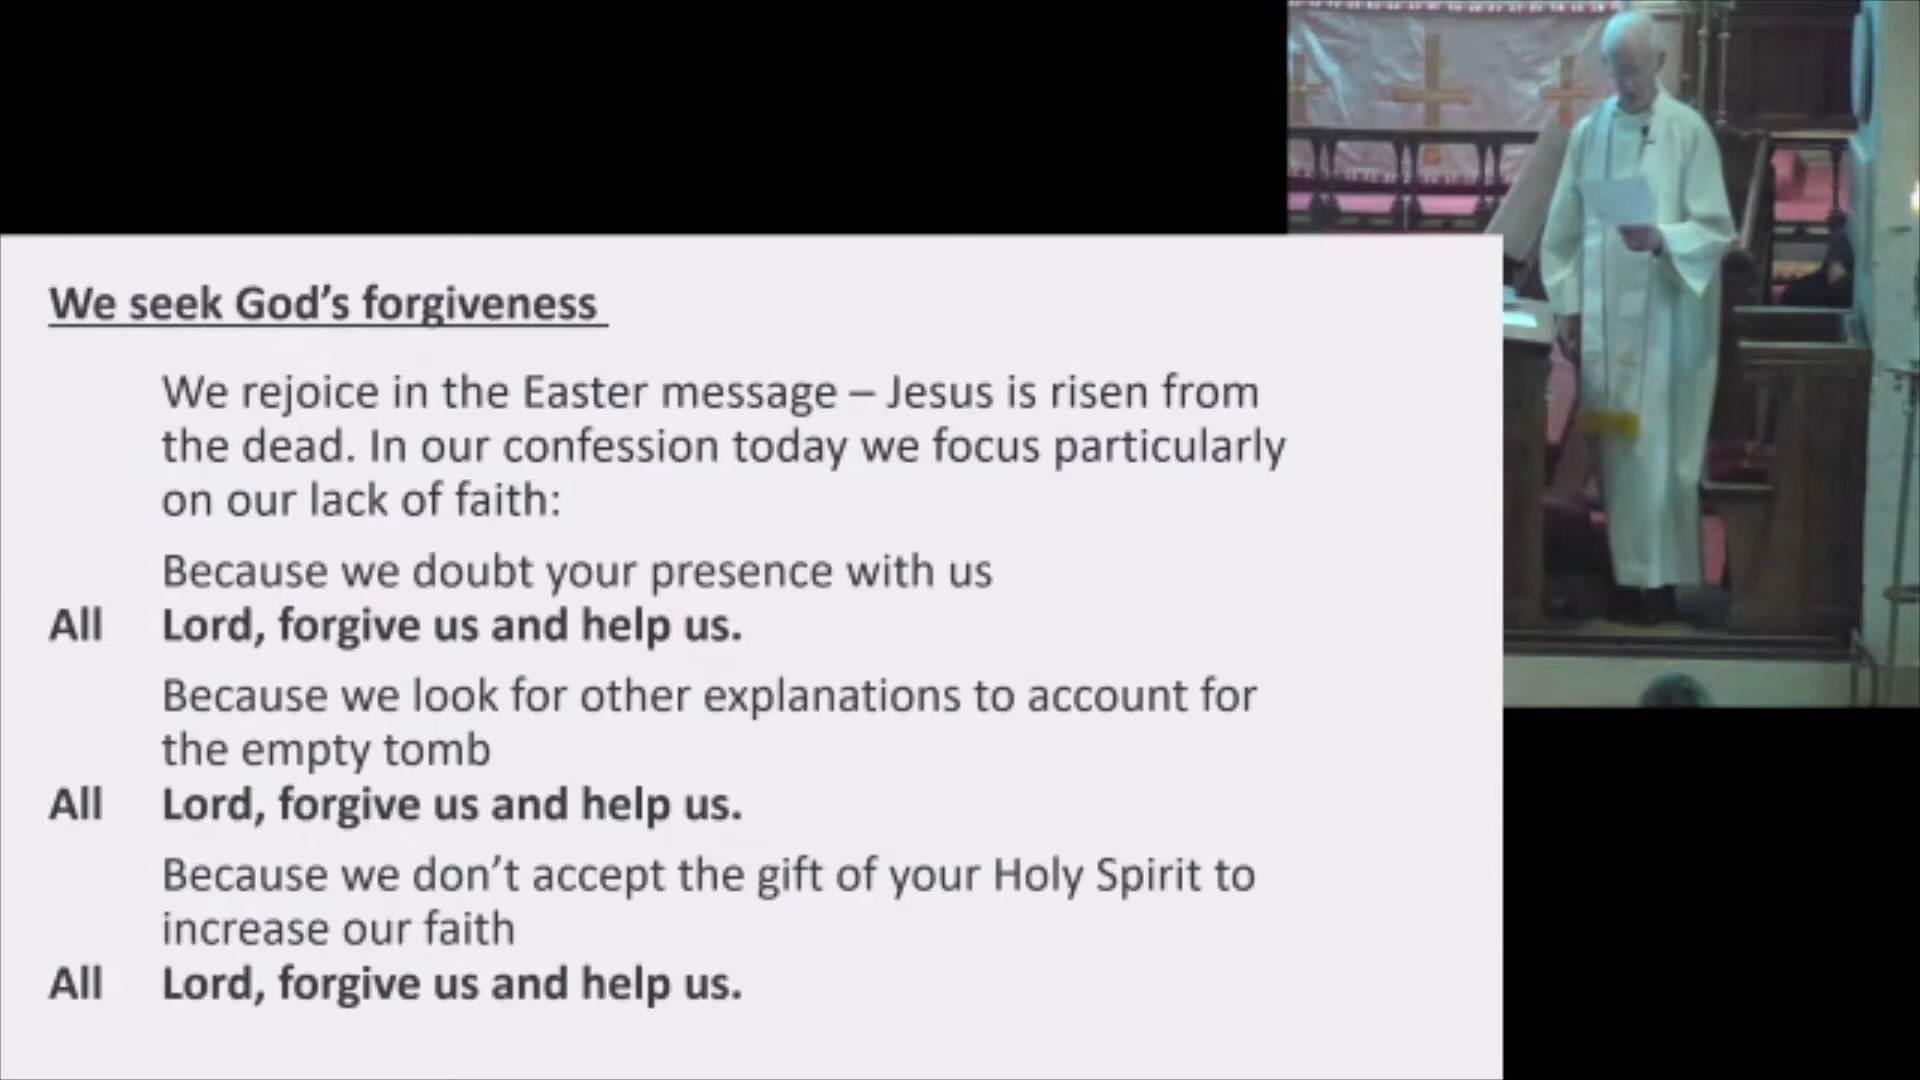 We seek God’s forgiveness
We rejoice in the Easter message – Jesus is risen from
the dead. In our confession today we focus particularly
on our lack of faith:
Because we doubt your presence with us
All Lord, forgive us and help us.
Because we look for other explanations to account for
the empty tomb
All Lord, forgive us and help us.
Because we don’t accept the gift of your Holy Spirit to
increase our faith
All Lord, forgive us and help us.